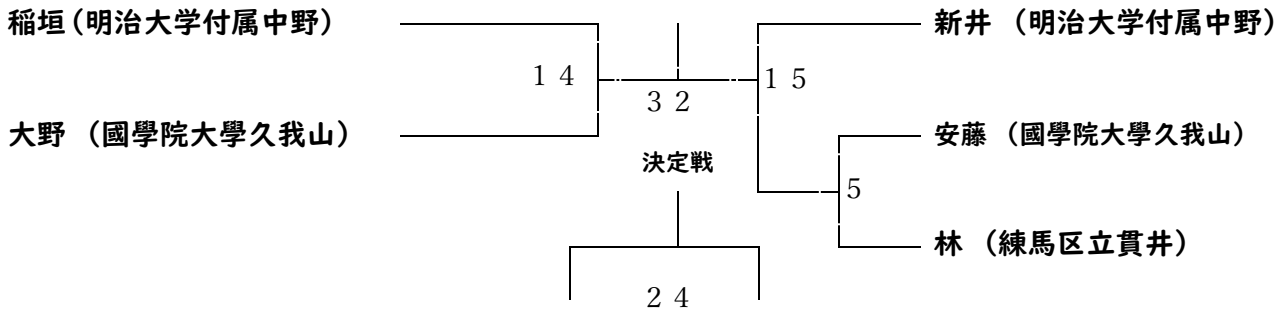 稲垣（明治大学付属中野）
新井 （明治大学付属中野）
１４
１５
３２
大野 （國學院大學久我山）
安藤 （國學院大學久我山）
決定戦
5
林 （練馬区立貫井）
２４